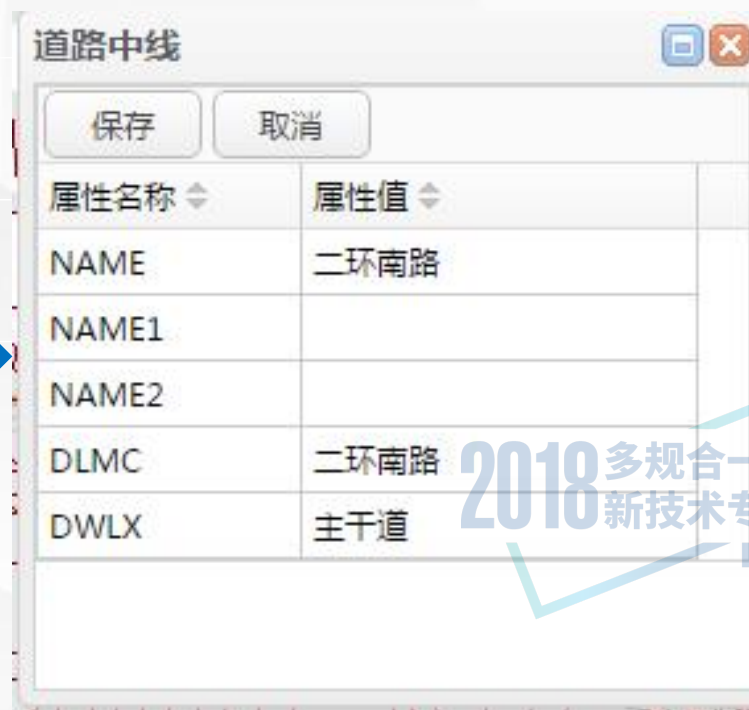 道路中线
保存 取消
属性名称 属性值
NAME 二环南路
NAME1
NAME2
DLMC 二环南路
DWLX 主干道
2018 多规合一
新技术专